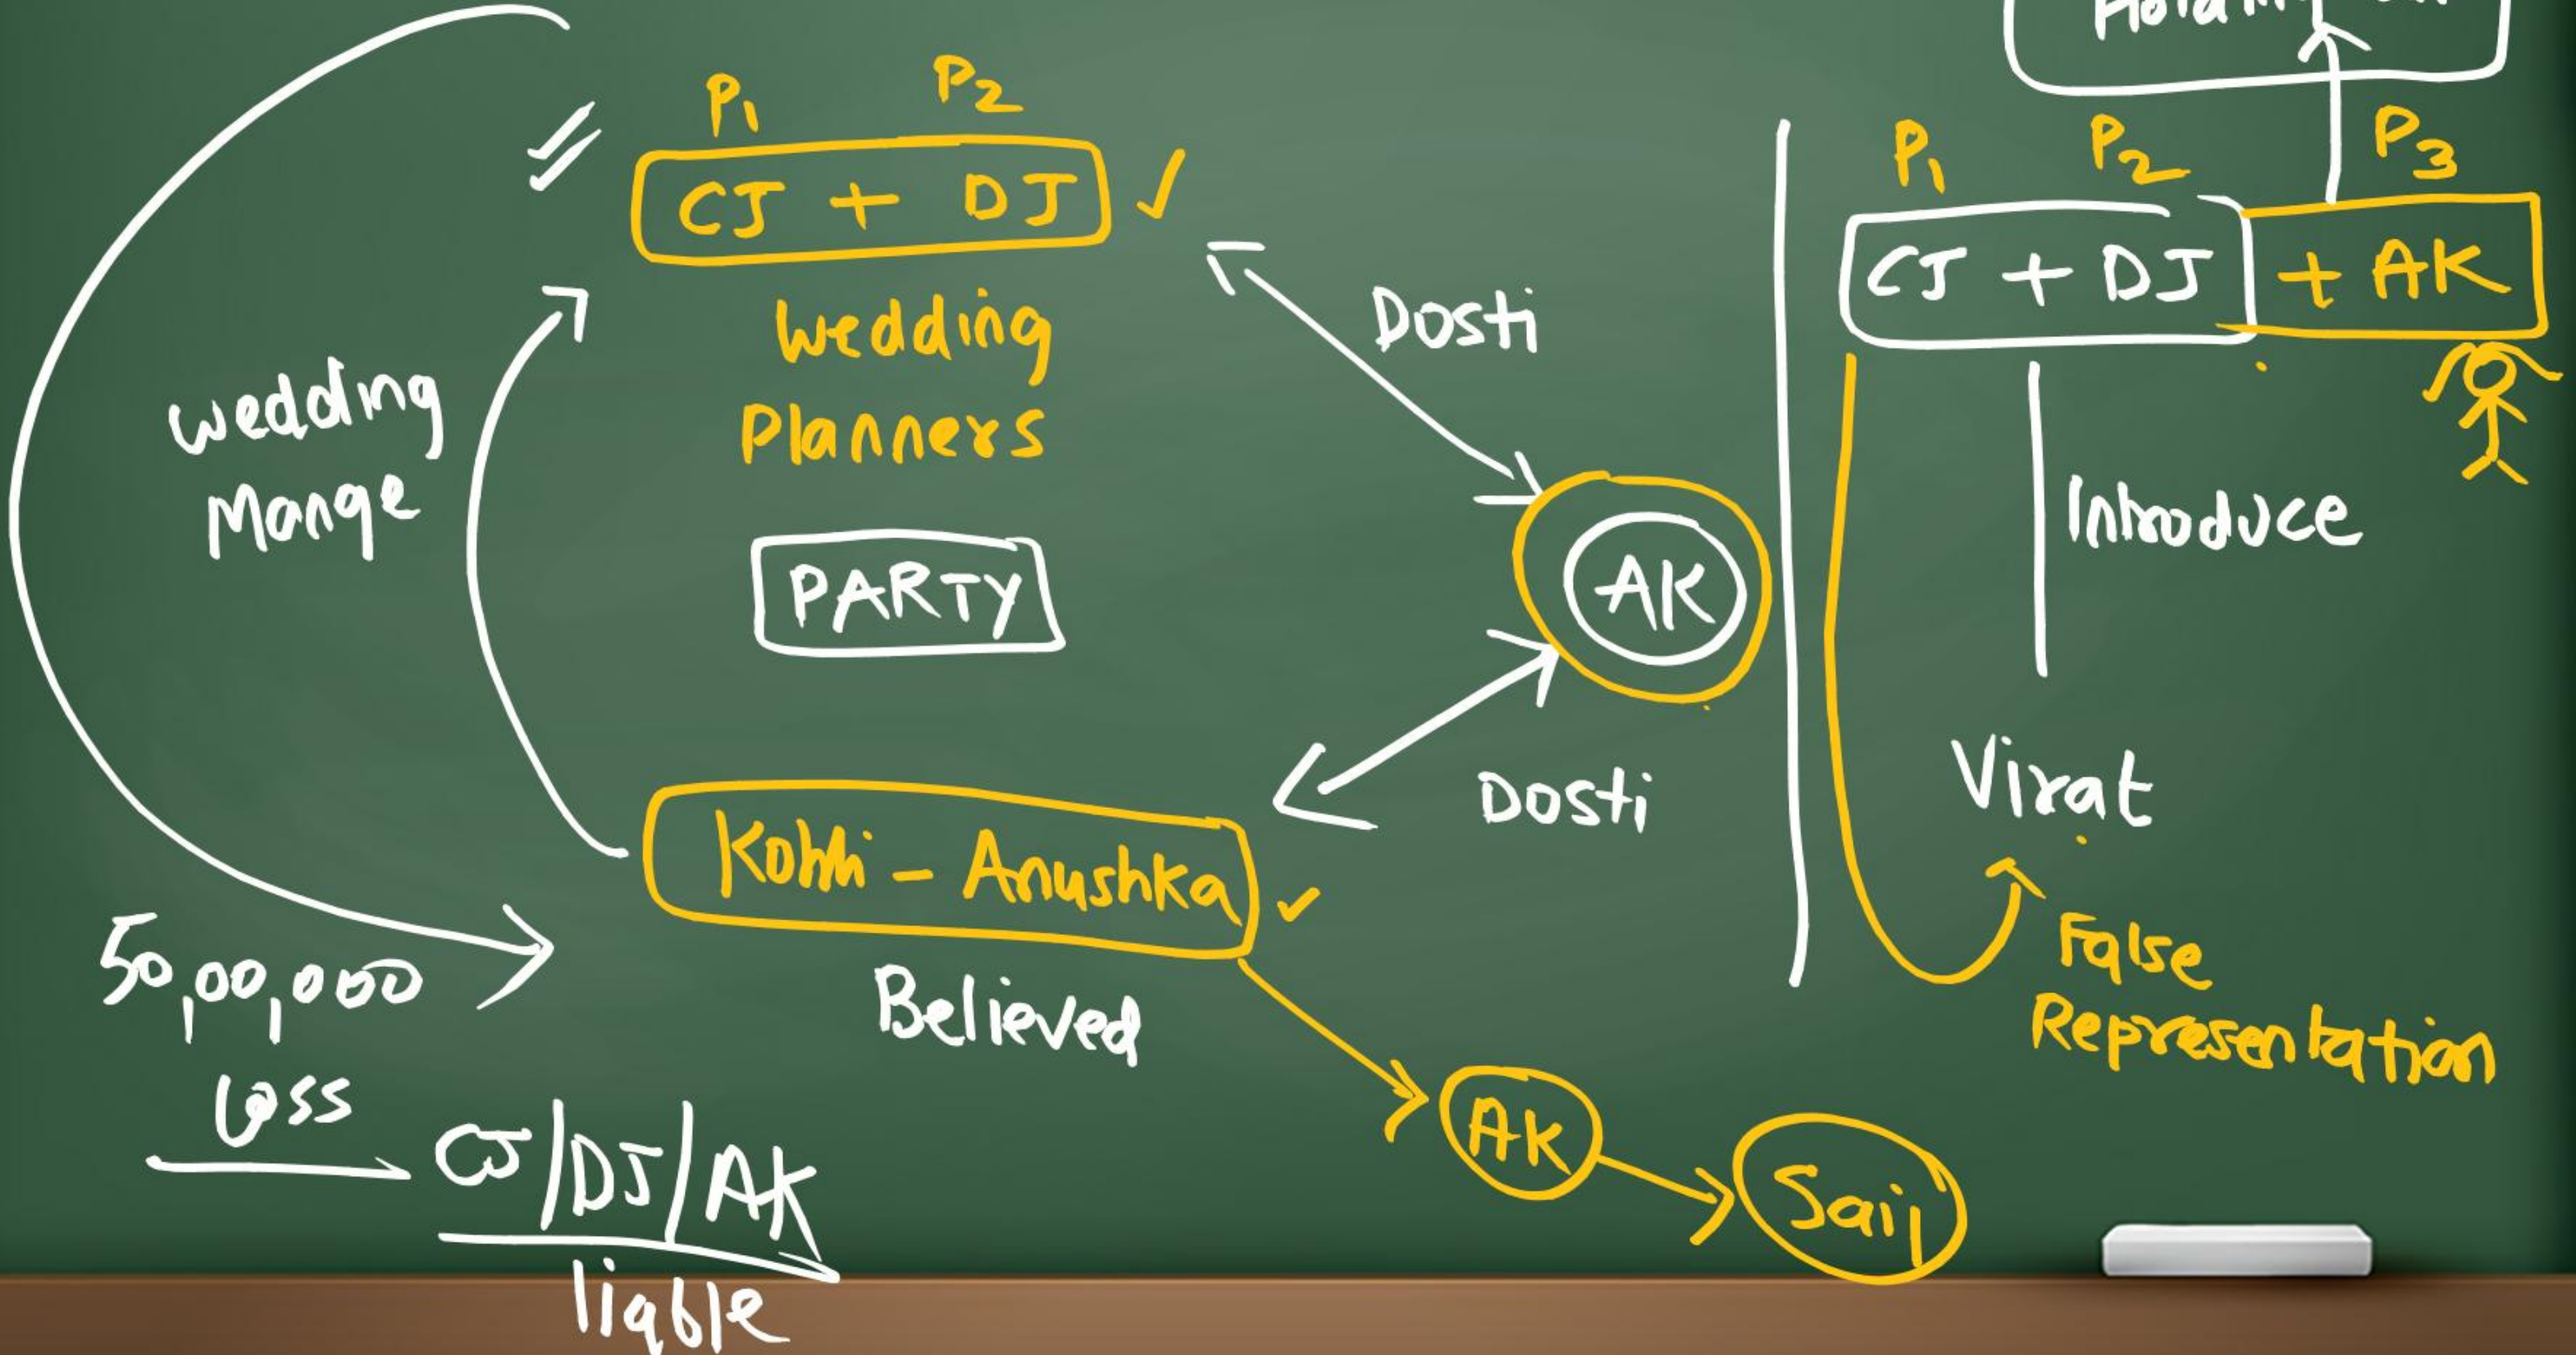 P1 P2
CJ + DJ
Wedding
Planners
PARTY
Wedding
Mange
Dosti
AK
Dosti
Kohli - Anushka
Believed
50,00,000
Loss
CJ/DJ/AK
liable
AK
P1 P2 P3
CJ + DJ + AK
Introduce
Virat
False
Representation